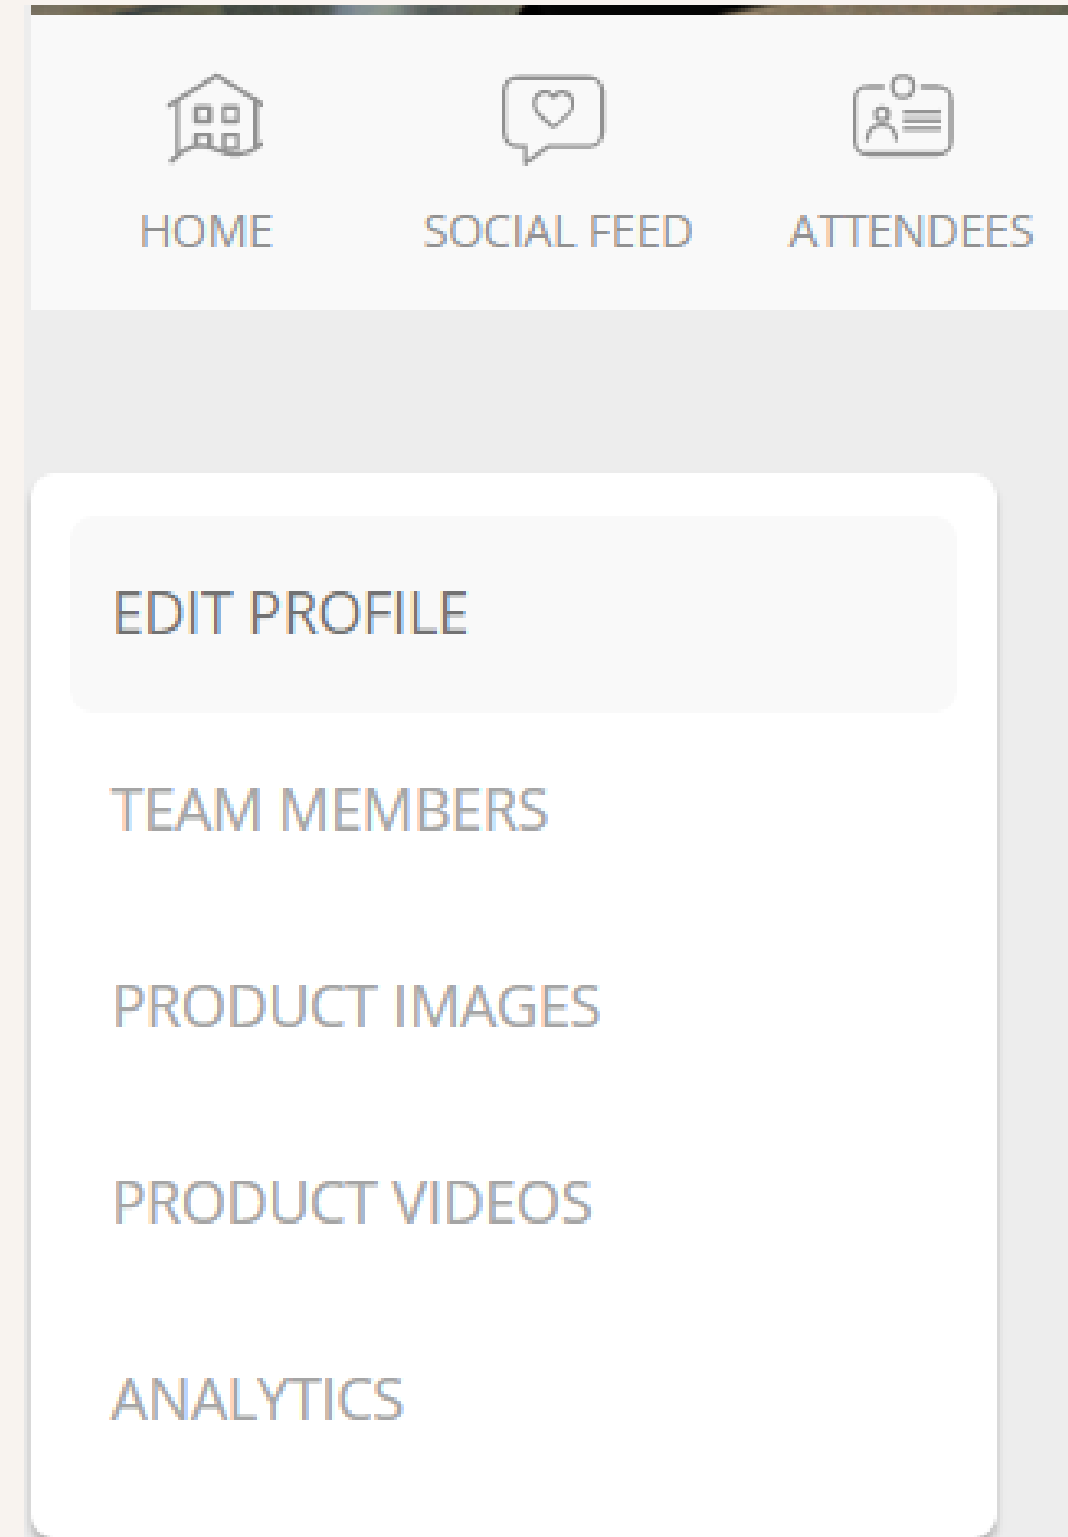 HOME SOCIAL FEED ATTENDEES
EDIT PROFILE
TEAM MEMBERS
PRODUCT IMAGES
PRODUCT VIDEOS
ANALYTICS